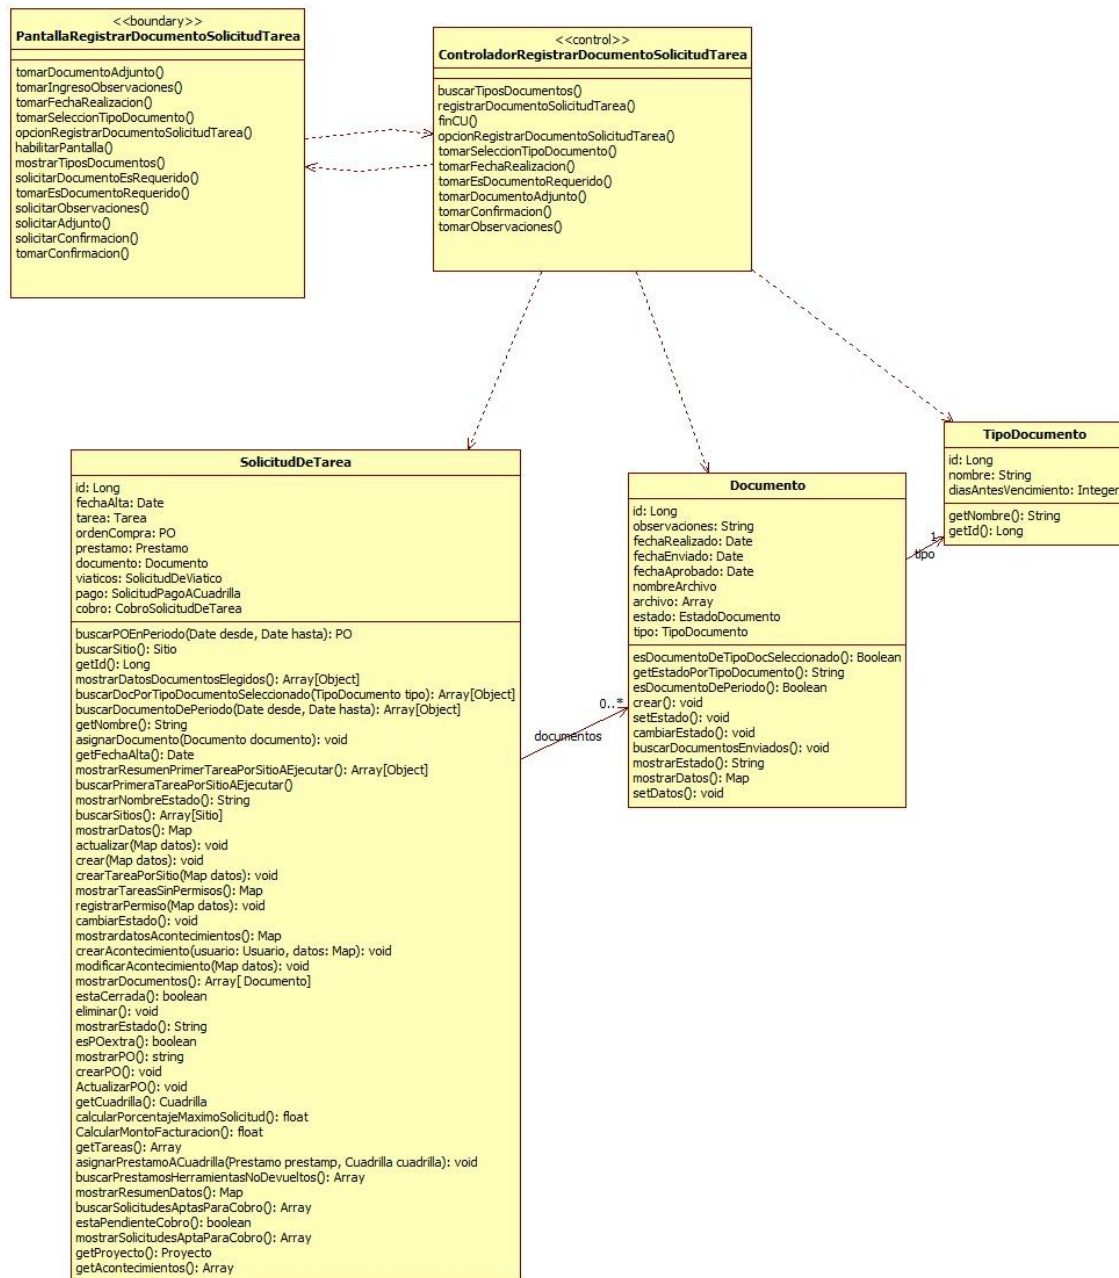 <<boundary>>
PantallaRegistrarDocumentoSolicitudTarea
tomarDocumentoAdjunto()
tomarIngresoObservaciones()
tomarFechaRealizacion()
tomarSeleccionTipoDocumento()
opcionRegistrarDocumentoSolicitudTarea()
habilitarPantalla()
mostrarTiposDocumentos()
solicitarDocumentoEsRequerido()
tomarEsDocumentoRequerido()
solicitarObservaciones()
solicitarAdjunto()
solicitarConfirmacion()
tomarConfirmacion()
<<control>>
ControladorRegistrarDocumentoSolicitudTarea
buscarTiposDocumentos()
registrarDocumentoSolicitudTarea()
finCU()
opcionRegistrarDocumentoSolicitudTarea()
tomarSeleccionTipoDocumento()
tomarFechaRealizacion()
tomarEsDocumentoRequerido()
tomarDocumentoAdjunto()
tomarConfirmacion()
tomarObservaciones()
SolicitudDeTarea
id: Long
fechaAlta: Date
tarea: Tarea
ordenCompra: PO
prestamo: Prestamo
documento: Documento
viaticos: SolicitudDeViatico
pago: SolicitudPagoACuadrilla
cobro: CobroSolicitudDeTarea
buscarPOEnPeriodo(Date desde, Date hasta): PO
buscarSitio(): Sitio
getId(): Long
mostrarDatosDocumentosElegidos(): Array[Object]
buscarDocPorTipoDocumentoSeleccionado(TipoDocumento tipo): Array[Object]
buscarDocumentoDePeriodo(Date desde, Date hasta): Array[Object]
getNombre(): String
asignarDocumento(Documento documento): void
getFechaAlta(): Date
mostrarResumenPrimerTareaPorSitioAEjecutar(): Array[Object]
buscarPrimeraTareaPorSitioAEjecutar()
mostrarNombreEstado(): String
buscarSitios(): Array[Sitio]
mostrarDatos(): Map
actualizar(Map datos): void
crear(Map datos): void
crearTareaPorSitio(Map datos): void
mostrarTareasSinPermisos(): Map
registrarPermiso(Map datos): void
cambiarEstado(): void
mostrardatosAcontecimientos(): Map
crearAcontecimiento(usuario: Usuario, datos: Map): void
modificarAcontecimiento(Map datos): void
mostrarDocumentos(): Array[ Documento]
estaCerrada(): boolean
eliminar(): void
mostrarEstado(): String
esPOextra(): boolean
mostrarPO(): string
crearPO(): void
ActualizarPO(): void
getCuadrilla(): Cuadrilla
calcularPorcentajeMaximoSolicitud(): float
CalcularMontoFacturacion(): float
getTareas(): Array
asignarPrestamoACuadrilla(Prestamo prestamp, Cuadrilla cuadrilla): void
buscarPrestamosHerramientasNoDevueltos(): Array
mostrarResumenDatos(): Map
buscarSolicitudesAptasParaCobro(): Array
estaPendienteCobro(): boolean
mostrarSolicitudesAptaParaCobro(): Array
getProyecto(): Proyecto
getAcontecimientos(): Array
0..*
documentos
Documento
id: Long
observaciones: String
fechaRealizado: Date
fechaEnviado: Date
fechaAprobado: Date
nombreArchivo
archivo: Array
estado: EstadoDocumento
tipo: TipoDocumento
esDocumentoDeTipoDocSeleccionado(): Boolean
getEstadoPorTipoDocumento(): String
esDocumentoDePeriodo(): Boolean
crear(): void
setEstado(): void
cambiarEstado(): void
buscarDocumentosEnviados(): void
mostrarEstado(): String
mostrarDatos(): Map
setDatos(): void
1
tipo
TipoDocumento
id: Long
nombre: String
diasAntesVencimiento: Integer
getNombre(): String
getId(): Long